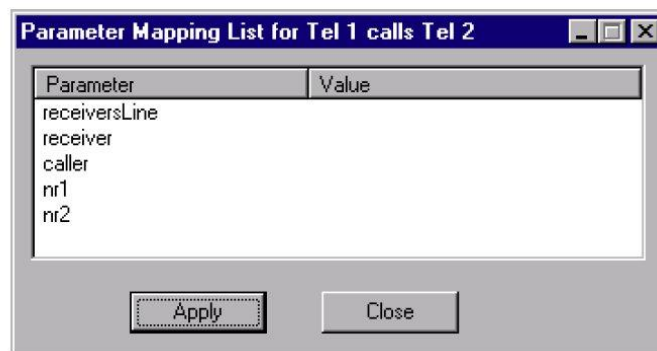 Parameter Mapping List for Tel 1 calls Tel 2
Parameter Value
receiversLine
receiver
caller
nr1
nr2
Apply Close